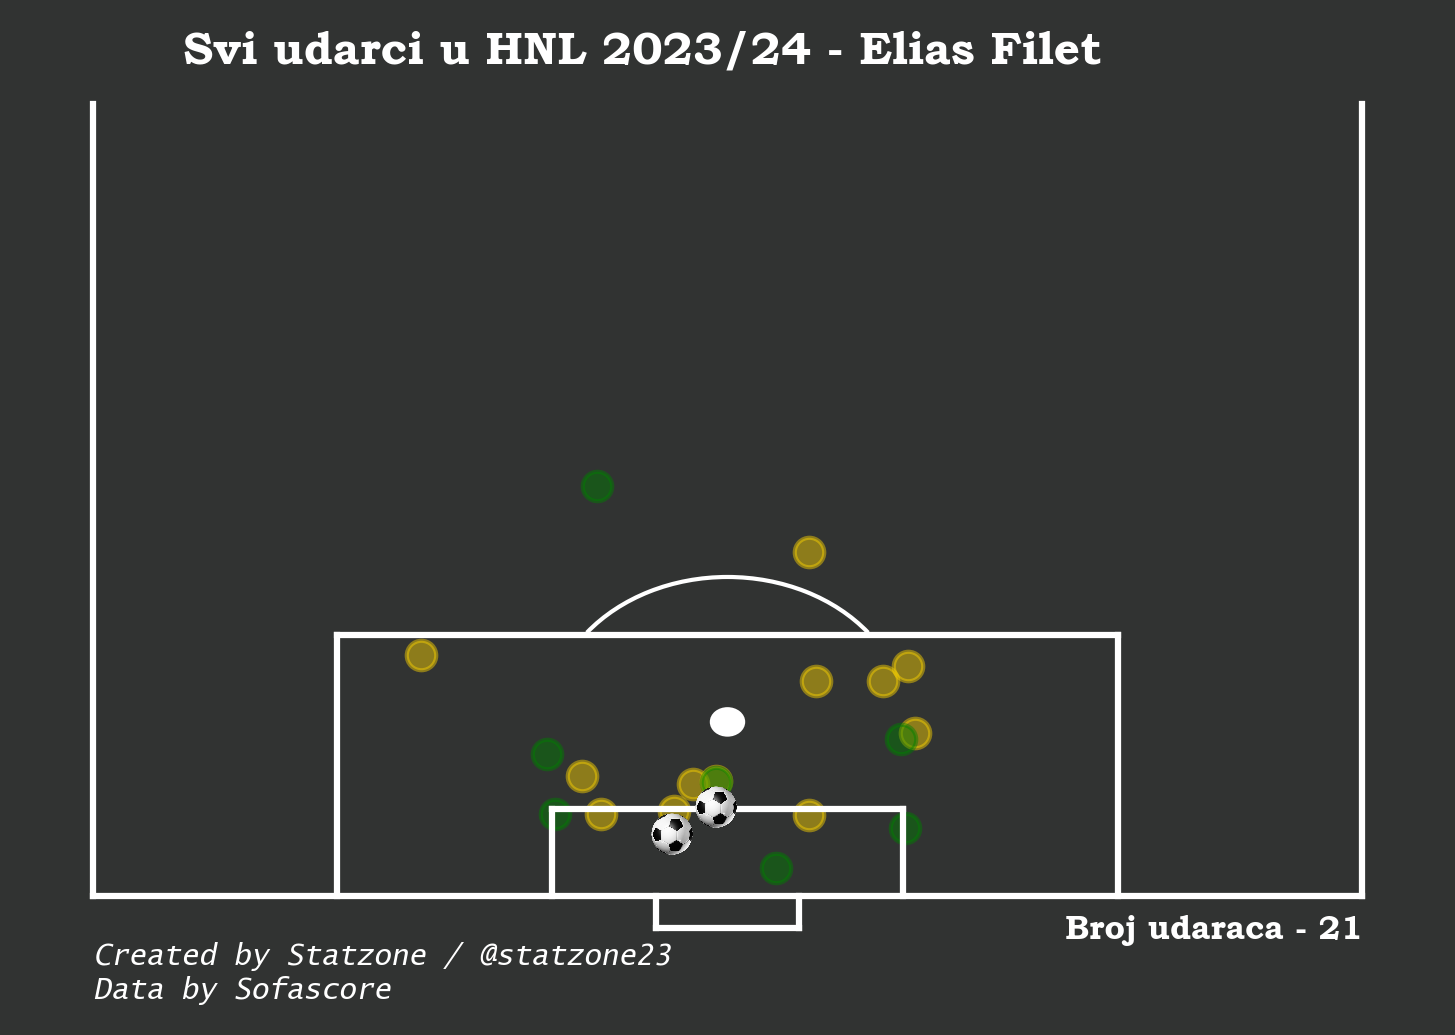 Svi udarci u HNL 2023/24 - Elias Filet
Broj udaraca - 21
Created by Statzone / @statzone23
Data by Sofascore